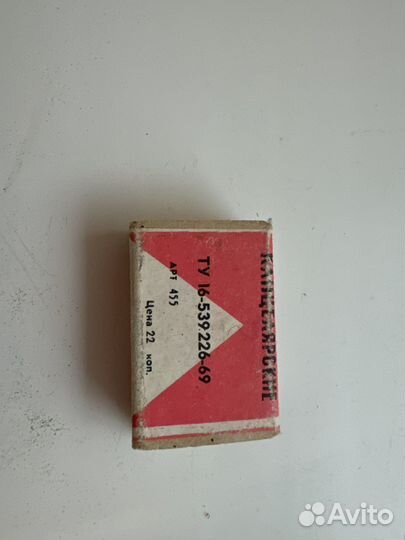 КАНЦЕЛЯРСКИЕ
ТУ 16-539.226-69
АРТ 455
Цена 22 коп.
Avito